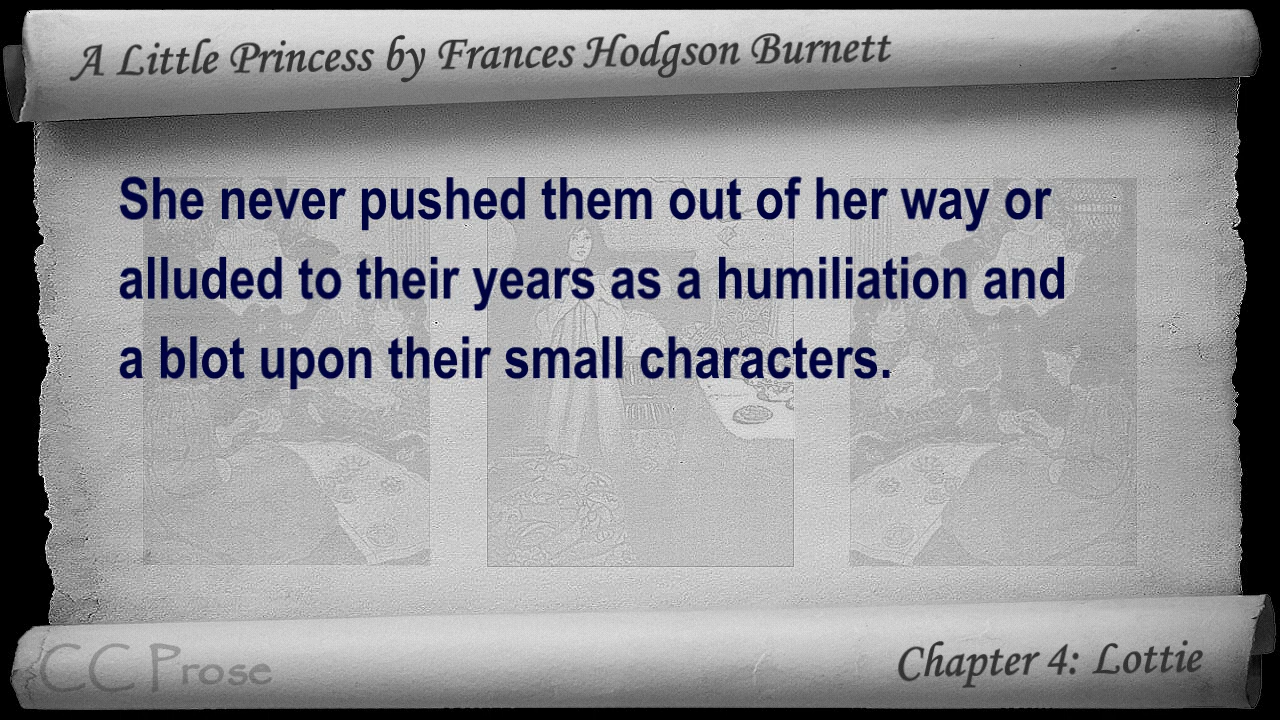 A Little Princess by Frances Hodgson Burnett
She never pushed them out of her way or
alluded to their years as a humiliation and
a blot upon their small characters.
CC Prose
Chapter 4: Lottie